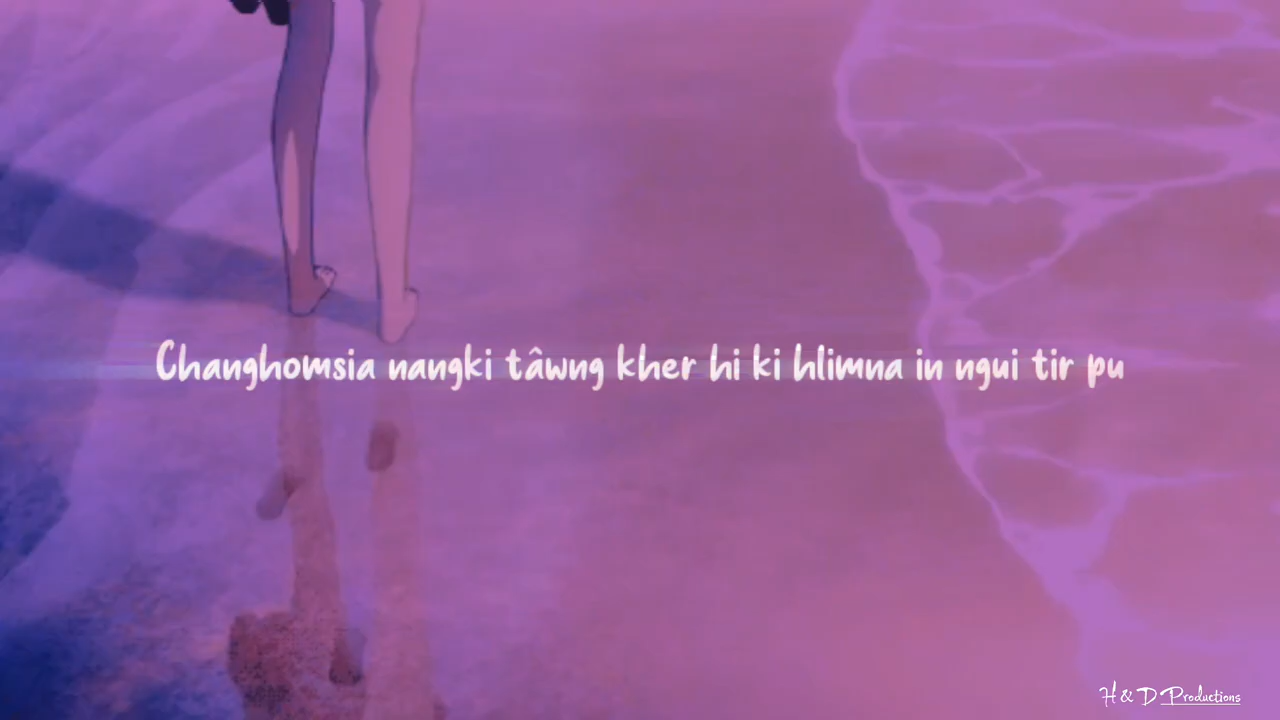 Changhomsia nangki tâwng kher hi ki hlimna in ngui tir pu
H & D Productions